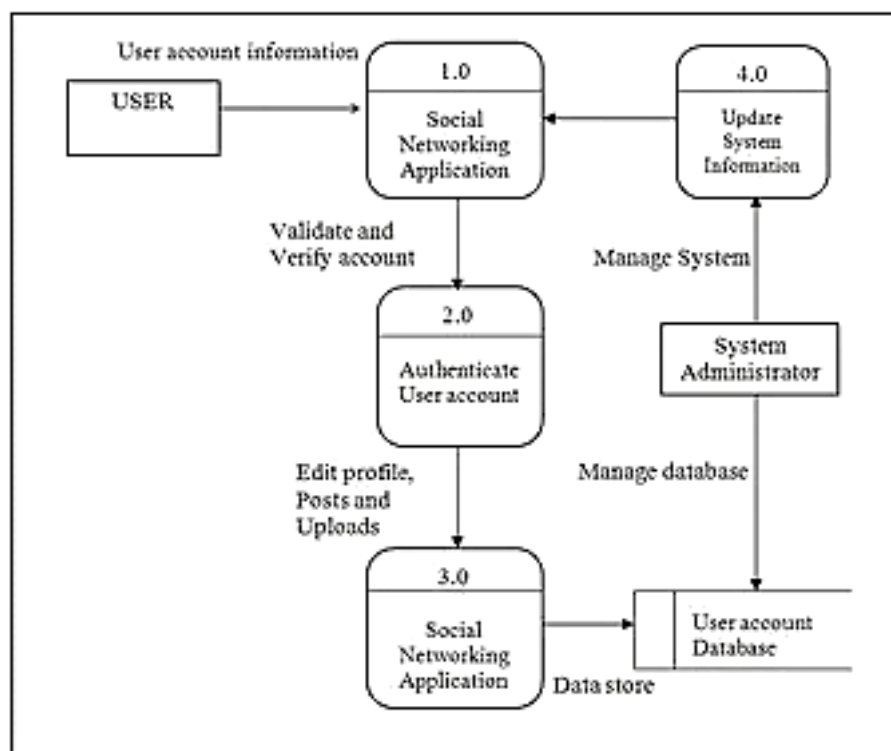 User account information
USER
1.0
Social
Networking
Application
4.0
Update
System
Information
Validate and
Verify account
Manage System
2.0
Authenticate
User account
System
Administrator
Edit profile,
Posts and
Uploads
Manage database
3.0
Social
Networking
Application
User account
Database
Data store